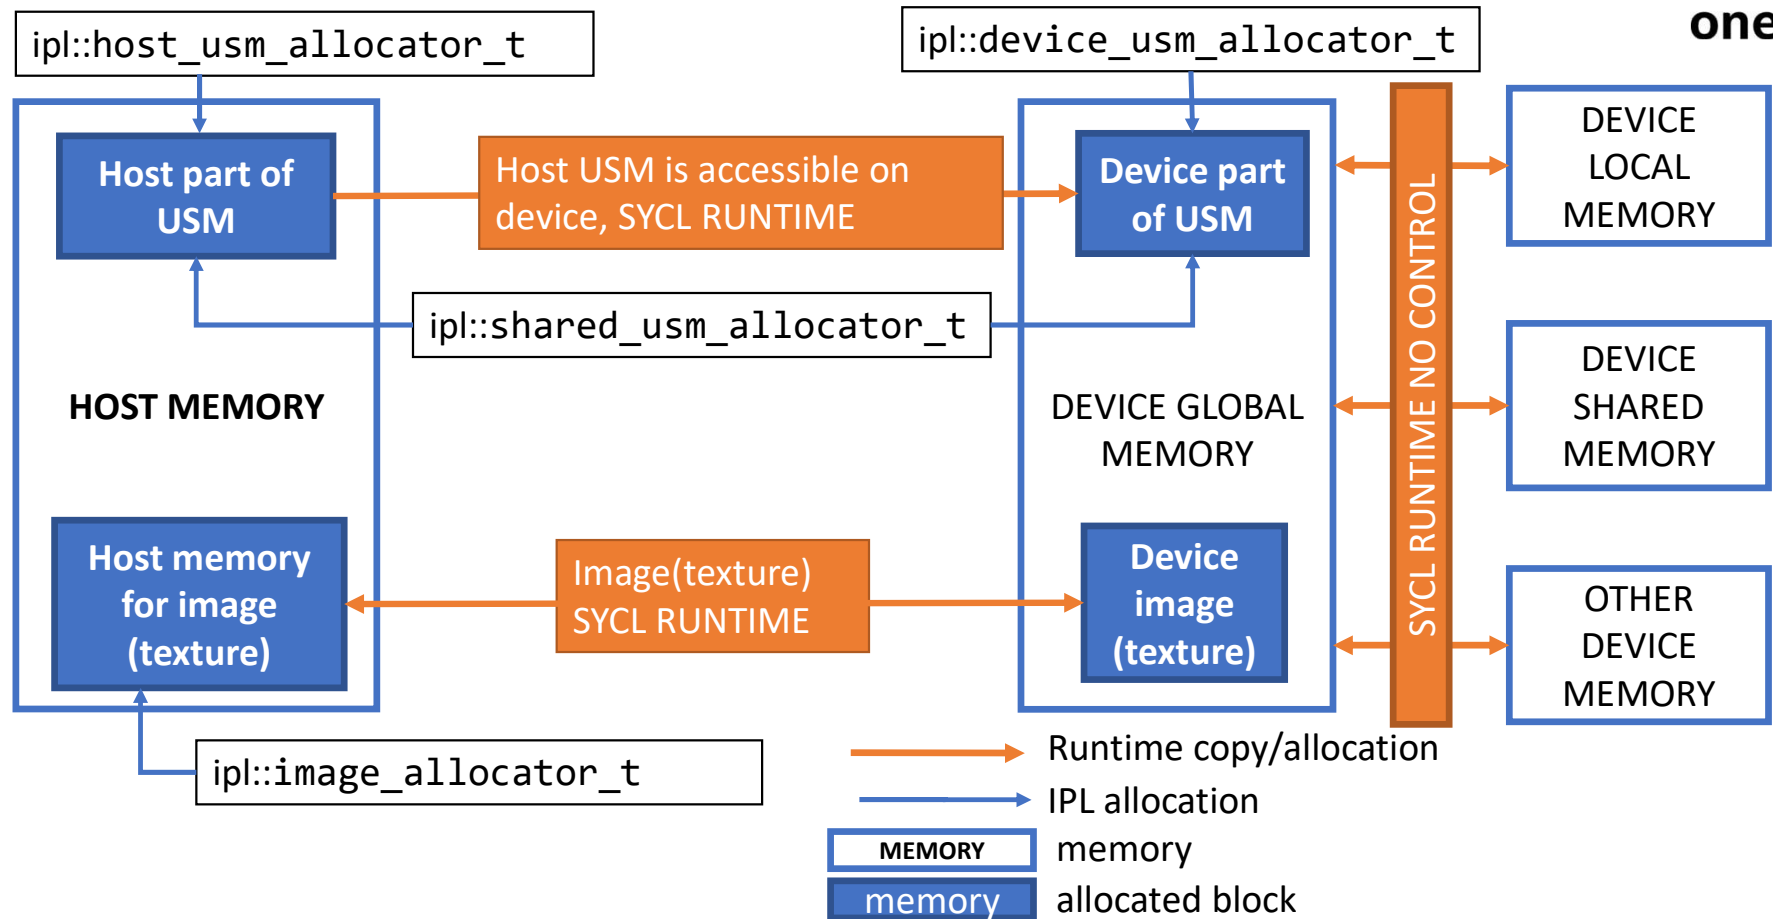 ipl::host_usm_allocator_t
ipl::device_usm_allocator_t
one
Host part of
USM
Host USM is accessible on
device, SYCL RUNTIME
Device part
of USM
DEVICE
LOCAL
MEMORY
ipl::shared_usm_allocator_t
SYCL RUNTIME NO CONTROL
HOST MEMORY
DEVICE GLOBAL
MEMORY
DEVICE
SHARED
MEMORY
Host memory
for image
(texture)
Image(texture)
SYCL RUNTIME
Device
image
(texture)
OTHER
DEVICE
MEMORY
ipl::image_allocator_t
Runtime copy/allocation
IPL allocation
MEMORY memory
memory allocated block